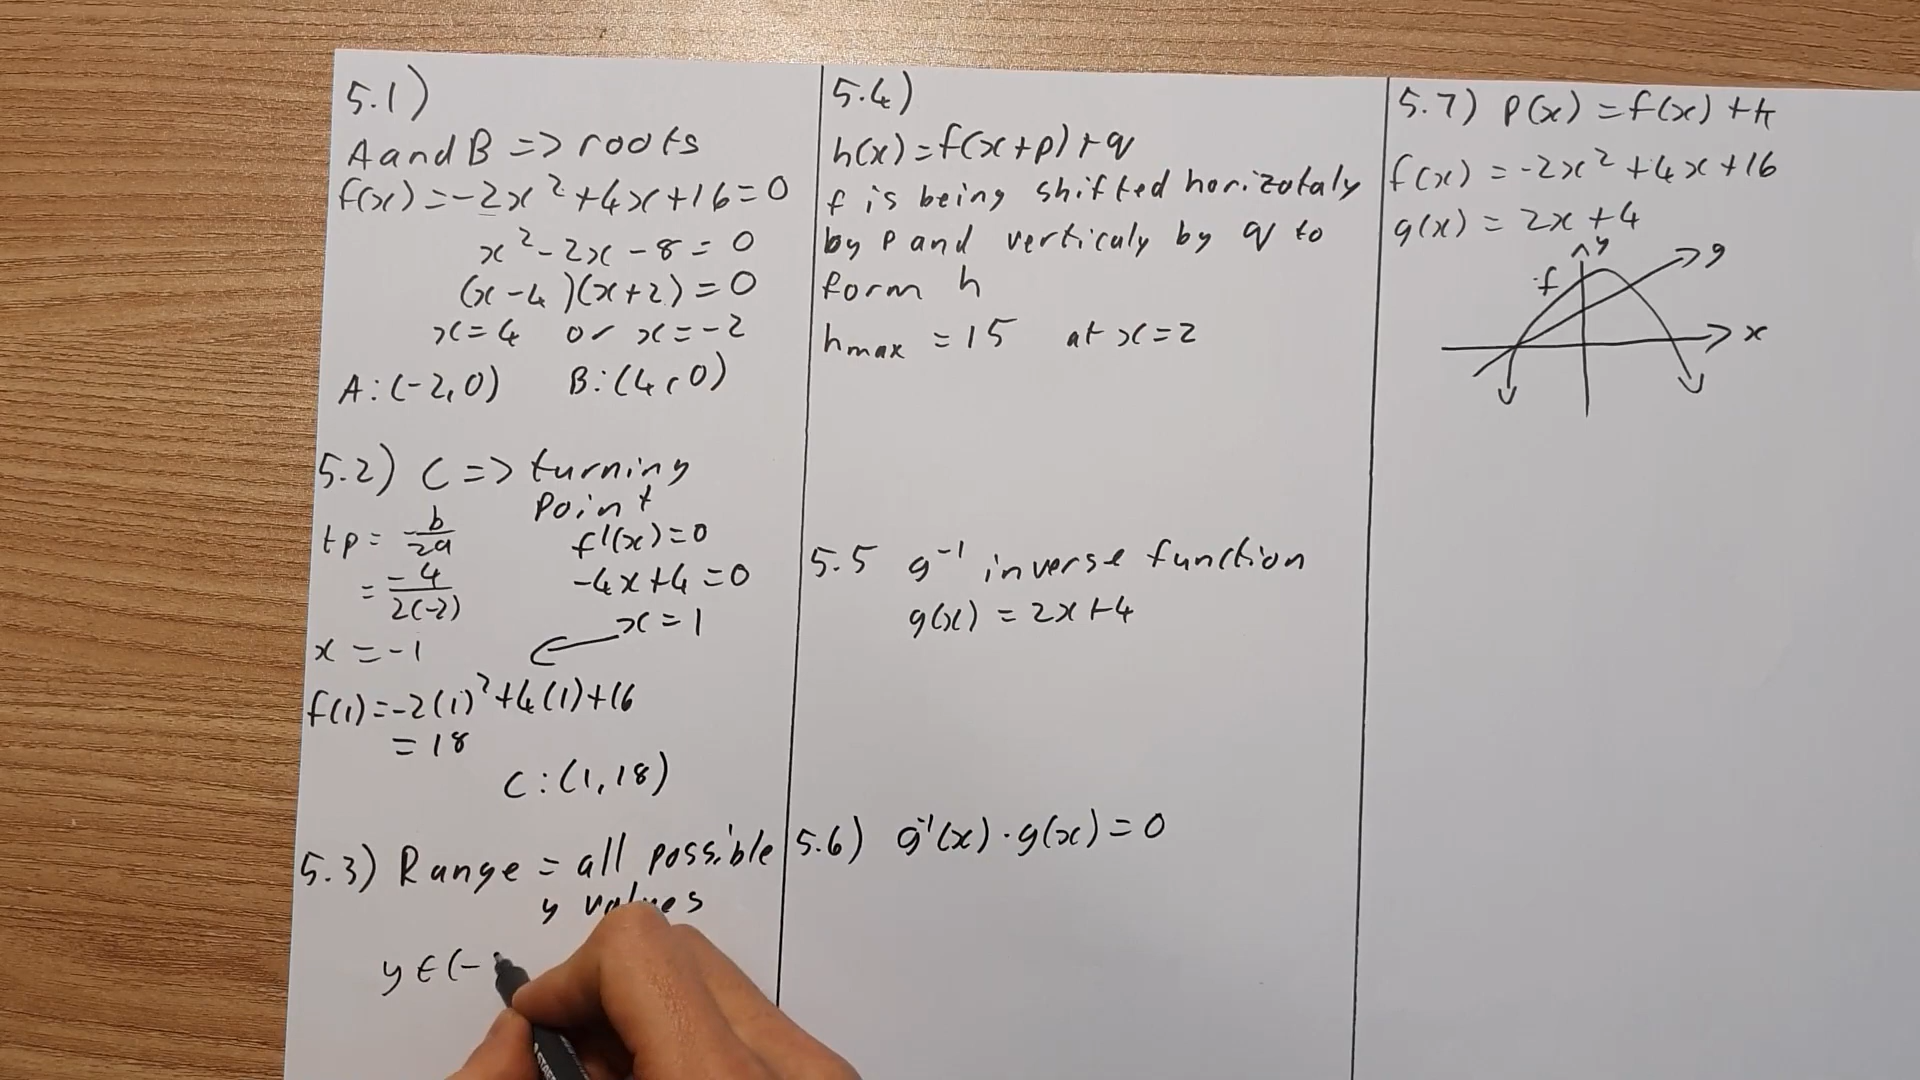 5.1)
A and B => roots
f(x) = -2x² + 4x + 16 = 0
x² - 2x - 8 = 0
(x - 4)(x + 2) = 0
x = 4 or x = -2
A: (-2, 0) B: (4, 0)
5.2) C => turning
Point
tp = -b/2a
= -4/2(-2)
x = -1
f'(x) = 0
-4x + 4 = 0
x = 1
f(1) = -2(1)² + 4(1) + 16
= 18
C: (1, 18)
5.3) Range = all possible
y values
y ∈ (-
5.4)
h(x) = f(x + p) + q
f is being shifted horizotaly
by p and verticuly by q to
form h
hmax = 15 at x = 2
5.5 g⁻¹ inverse function
g(x) = 2x + 4
5.6) g⁻¹(x) · g(x) = 0
5.7) p(x) = f(x) + k
f(x) = -2x² + 4x + 16
g(x) = 2x + 4
y
g
f
x